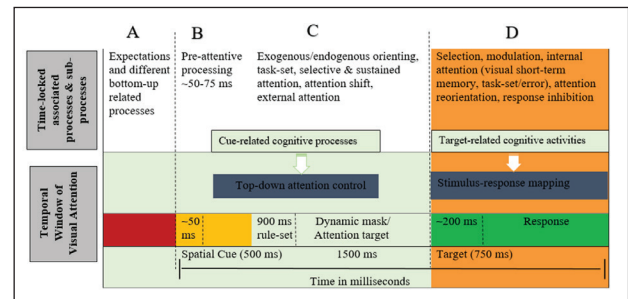 A
B
C
D
Time-locked
associated
processes & sub-
processes
Expectations
and different
bottom-up
related
processes
Pre-attentive
processing
~50-75 ms
Exogenous/endogenous orienting,
task-set, selective & sustained
attention, attention shift,
external attention
Selection, modulation, internal
attention (visual short-term
memory, task-set/error), attention
reorientation, response inhibition
Cue-related cognitive processes
Target-related cognitive activities
Temporal
Window of
Visual Attention
Top-down attention control
Stimulus-response mapping
~50
ms
900 ms
rule-set
Dynamic mask/
Attention target
~200 ms
Response
Spatial Cue (500 ms)
1500 ms
Target (750 ms)
Time in milliseconds